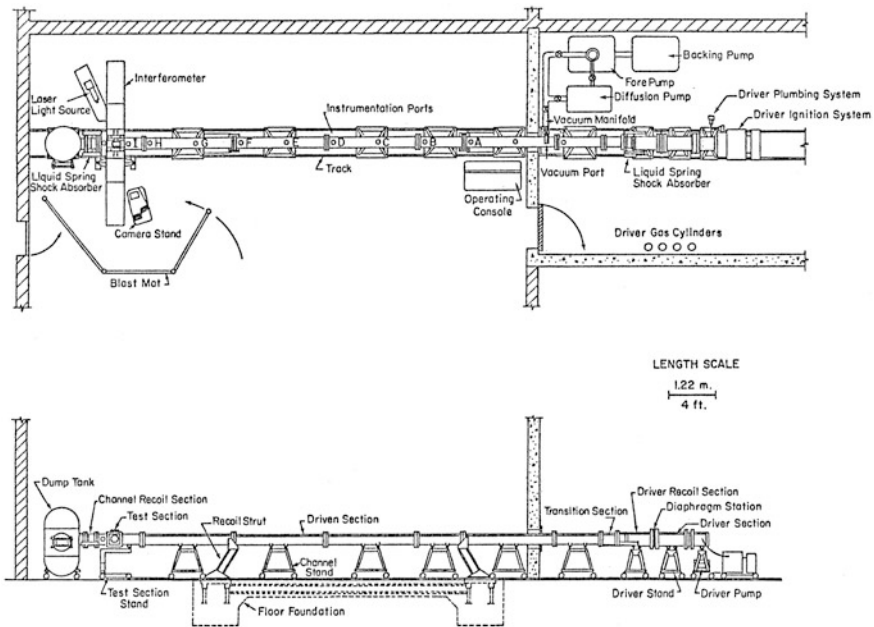 Interferometer
Laser
Light Source
Instrumentation Ports
Backing Pump
Fore Pump
Diffusion Pump
Driver Plumbing System
Driver Ignition System
Vacuum Manifold
I H G F E D C B A
Liquid Spring
Shock Absorber
Track
Vacuum Port
Liquid Spring
Shock Absorber
Operating
Console
Camera Stand
Driver Gas Cylinders
Blast Mat
LENGTH SCALE
1.22 m.
4 ft.
Dump Tank
Channel Recoil Section
Test Section
Recoil Strut
Driven Section
Transition Section
Driver Recoil Section
Diaphragm Station
Driver Section
Channel
Stand
Test Section
Stand
Floor Foundation
Driver Stand
Driver Pump